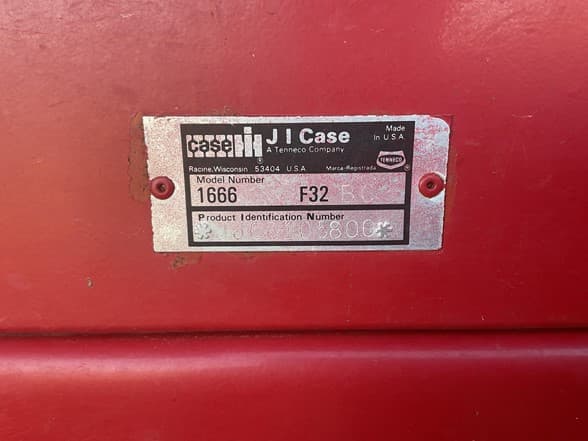 case IH
J I Case
A Tenneco Company
Made
in U.S.A.
TENNECO
Racine, Wisconsin 53404 U.S.A.
Marca-Registrada
®
Model Number
1666 F32
Product Identification Number